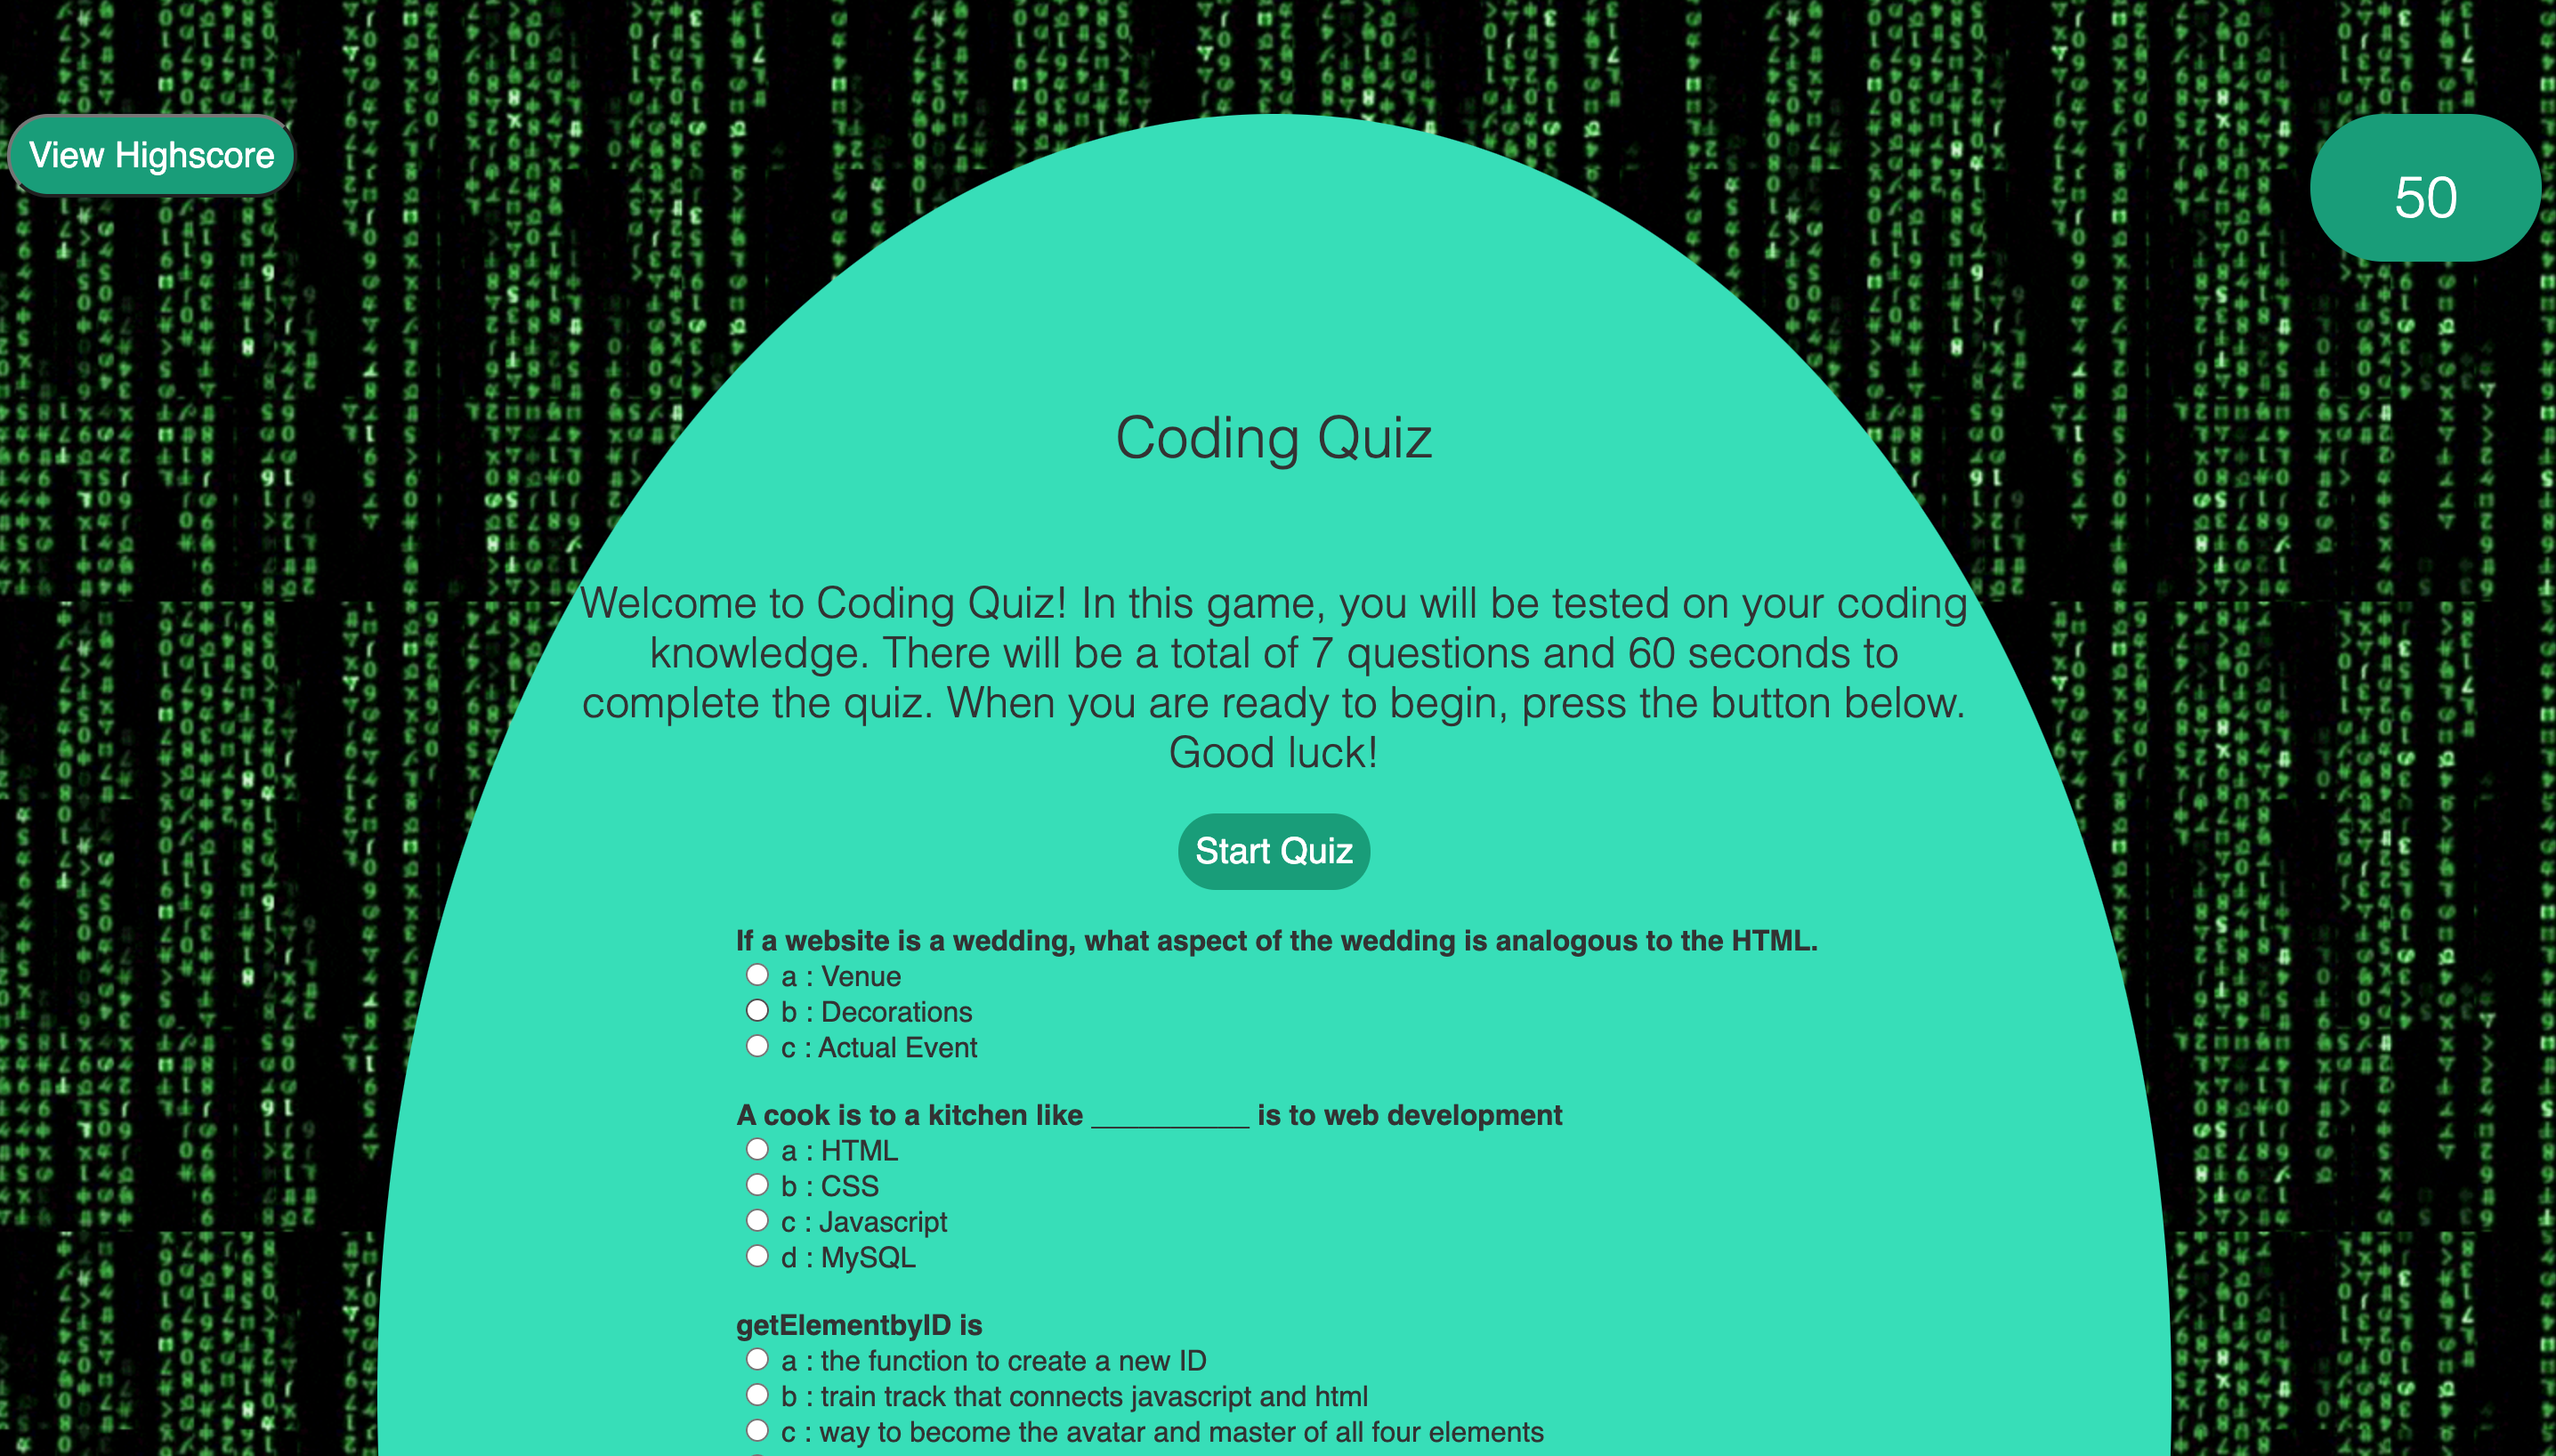 View Highscore
50
Coding Quiz
Welcome to Coding Quiz! In this game, you will be tested on your coding
knowledge. There will be a total of 7 questions and 60 seconds to
complete the quiz. When you are ready to begin, press the button below.
Good luck!
Start Quiz
If a website is a wedding, what aspect of the wedding is analogous to the HTML.
a : Venue
b : Decorations
c : Actual Event
A cook is to a kitchen like __________ is to web development
a : HTML
b : CSS
c : Javascript
d : MySQL
getElementbyID is
a : the function to create a new ID
b : train track that connects javascript and html
c : way to become the avatar and master of all four elements